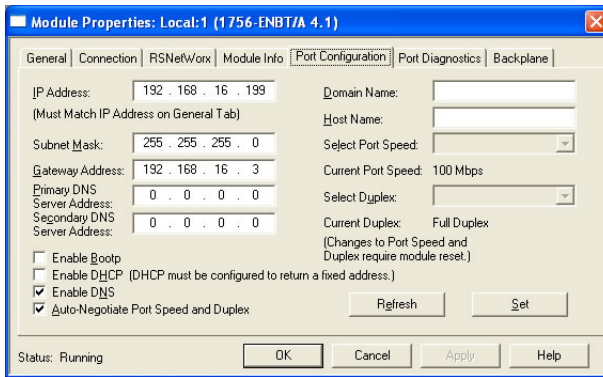 Module Properties: Local:1 (1756-ENBT/A 4.1)
General Connection RSNetWorx Module Info Port Configuration Port Diagnostics Backplane
IP Address: 192 . 168 . 16 . 199
(Must Match IP Address on General Tab)
Subnet Mask: 255 . 255 . 255 . 0
Gateway Address: 192 . 168 . 16 . 3
Primary DNS
Server Address: 0 . 0 . 0 . 0
Secondary DNS
Server Address: 0 . 0 . 0 . 0
Domain Name:
Host Name:
Select Port Speed:
Current Port Speed: 100 Mbps
Select Duplex:
Current Duplex: Full Duplex
(Changes to Port Speed and
Duplex require module reset.)
Enable Bootp
Enable DHCP (DHCP must be configured to return a fixed address.)
Enable DNS
Auto-Negotiate Port Speed and Duplex
Refresh Set
Status: Running
OK Cancel Apply Help